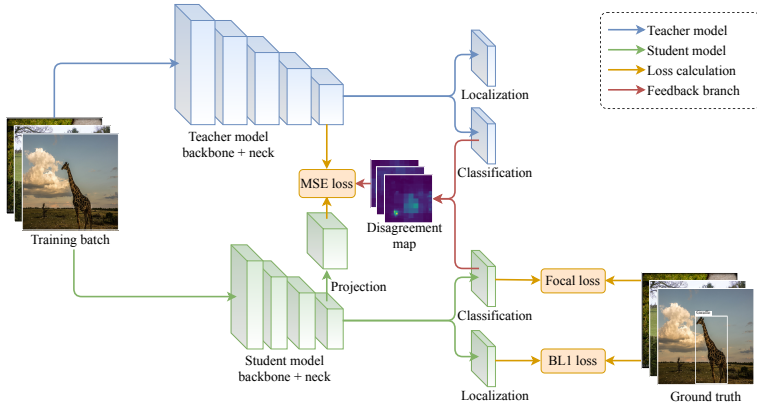 Teacher model
Student model
Loss calculation
Feedback branch
Localization
Teacher model
backbone + neck
Classification
MSE loss
Disagreement
map
Training batch
Projection
Focal loss
Classification
Student model
backbone + neck
BL1 loss
Localization
Ground truth